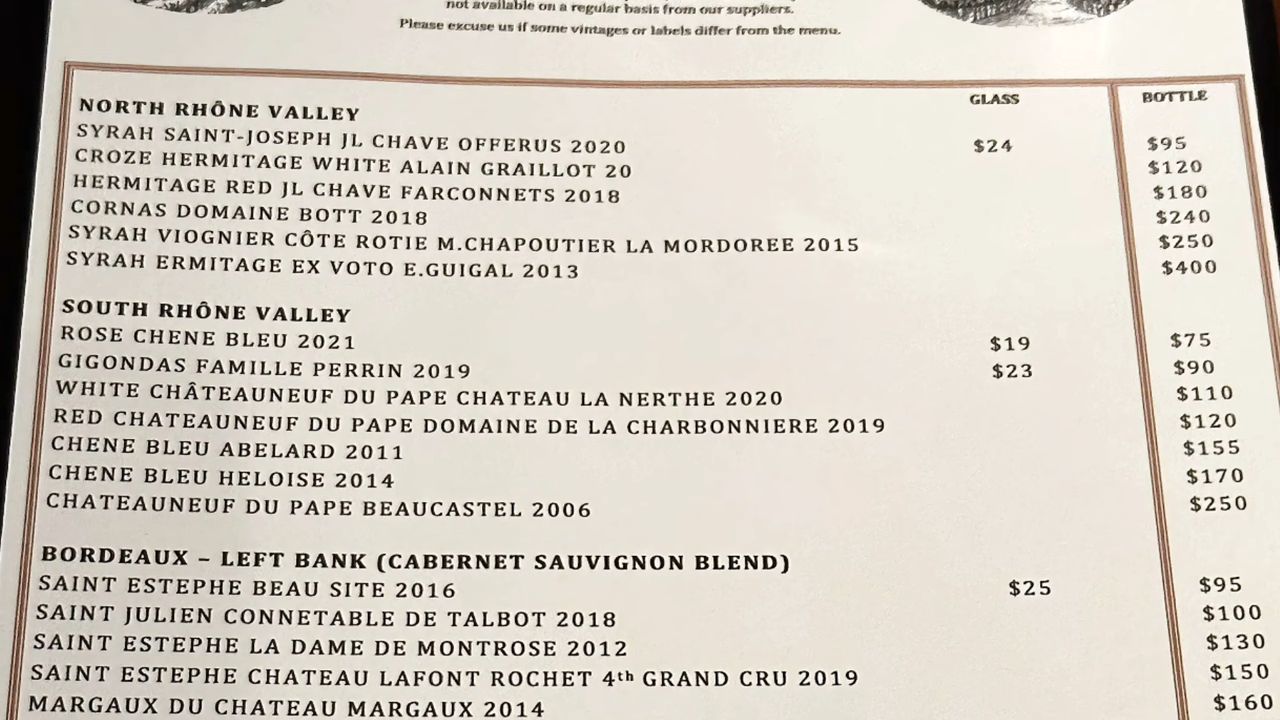 not available on a regular basis from our suppliers.
Please excuse us if some vintages or labels differ from the menu.
GLASS BOTTLE
NORTH RHÔNE VALLEY
SYRAH SAINT-JOSEPH JL CHAVE OFFERUS 2020 $24 $95
CROZE HERMITAGE WHITE ALAIN GRAILLOT 20 $120
HERMITAGE RED JL CHAVE FARCONNETS 2018 $180
CORNAS DOMAINE BOTT 2018 $240
SYRAH VIOGNIER CÔTE ROTIE M.CHAPOUTIER LA MORDOREE 2015 $250
SYRAH ERMITAGE EX VOTO E.GUIGAL 2013 $400
SOUTH RHÔNE VALLEY
ROSE CHENE BLEU 2021 $19 $75
GIGONDAS FAMILLE PERRIN 2019 $23 $90
WHITE CHÂTEAUNEUF DU PAPE CHATEAU LA NERTHE 2020 $110
RED CHATEAUNEUF DU PAPE DOMAINE DE LA CHARBONNIERE 2019 $120
CHENE BLEU ABELARD 2011 $155
CHENE BLEU HELOISE 2014 $170
CHATEAUNEUF DU PAPE BEAUCASTEL 2006 $250
BORDEAUX – LEFT BANK (CABERNET SAUVIGNON BLEND)
SAINT ESTEPHE BEAU SITE 2016 $25 $95
SAINT JULIEN CONNETABLE DE TALBOT 2018 $100
SAINT ESTEPHE LA DAME DE MONTROSE 2012 $130
SAINT ESTEPHE CHATEAU LAFONT ROCHET 4th GRAND CRU 2019 $150
MARGAUX DU CHATEAU MARGAUX 2014 $160